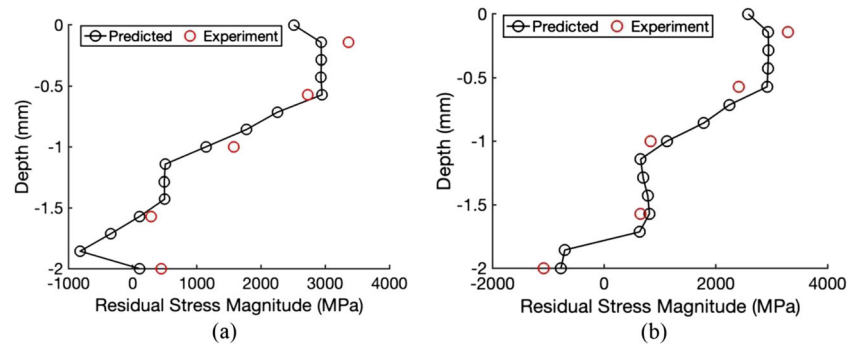 0
Predicted Experiment
-0.5
-1
-1.5
-2
Depth (mm)
-1000 0 1000 2000 3000 4000
Residual Stress Magnitude (MPa)
(a)
0
Predicted Experiment
-0.5
-1
-1.5
-2
Depth (mm)
-2000 0 2000 4000
Residual Stress Magnitude (MPa)
(b)